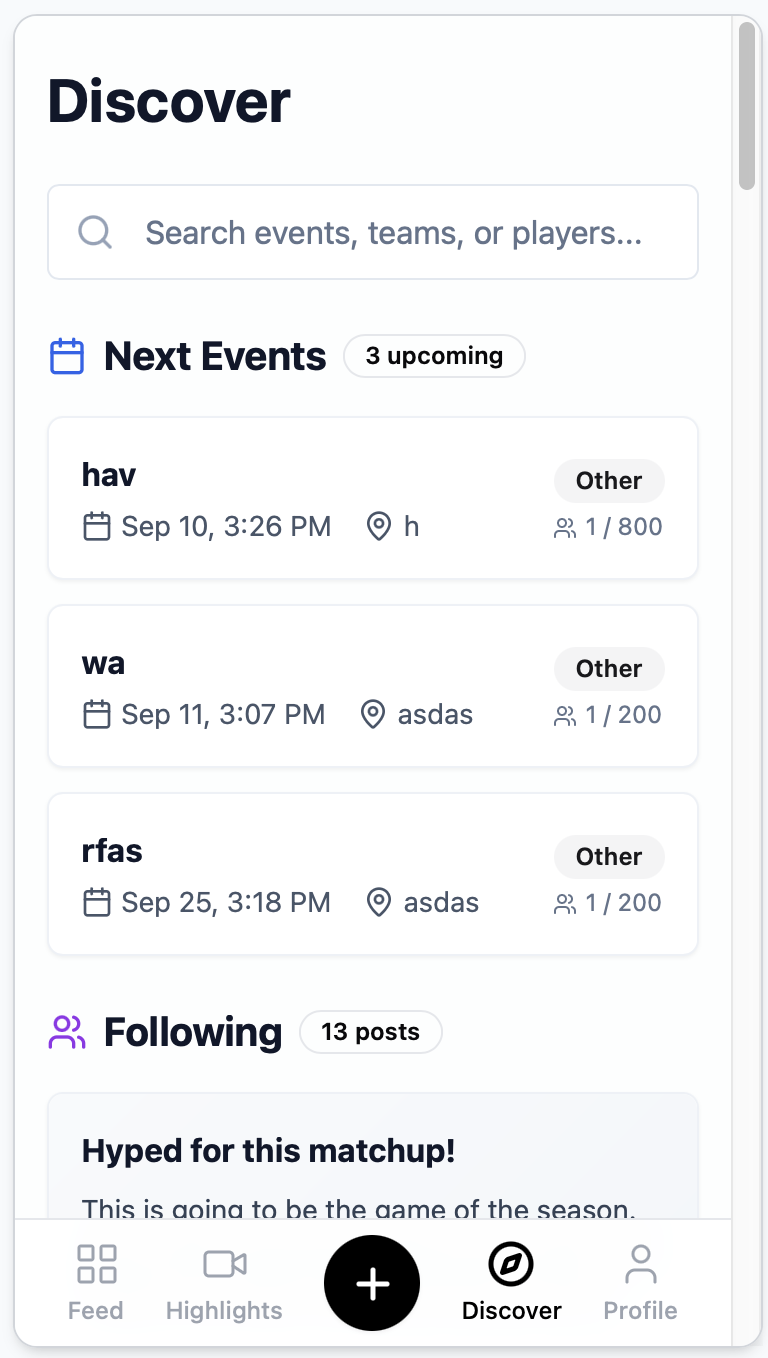 Discover
Search events, teams, or players...
Next Events 3 upcoming
hav Other
Sep 10, 3:26 PM h 1 / 800
wa Other
Sep 11, 3:07 PM asdas 1 / 200
rfas Other
Sep 25, 3:18 PM asdas 1 / 200
Following 13 posts
Hyped for this matchup!
This is going to be the game of the season.
Feed Highlights Discover Profile